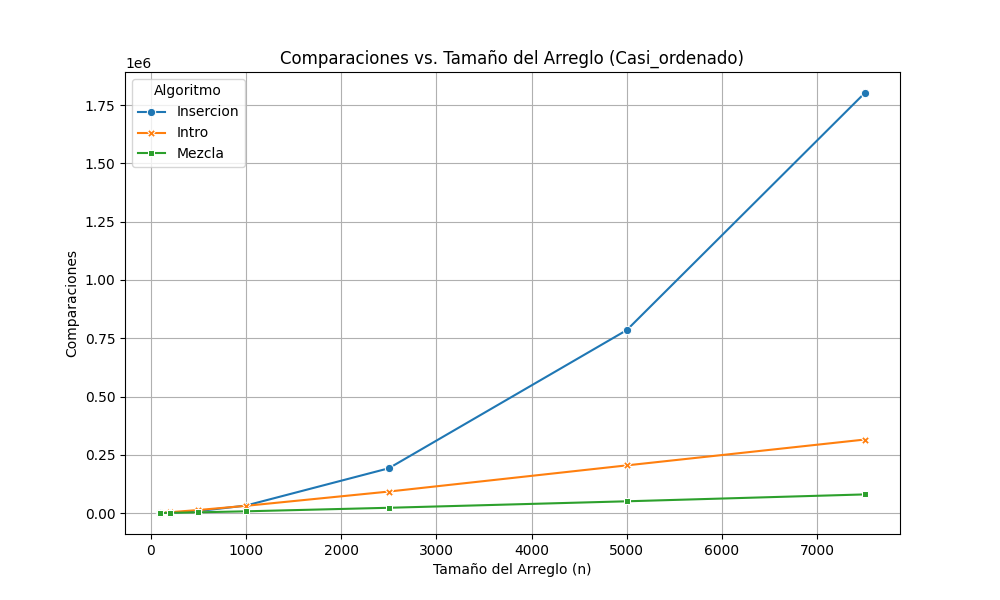 Comparaciones vs. Tamaño del Arreglo (Casi_ordenado)
1e6
Algoritmo
Insercion
Intro
Mezcla
1.75
1.50
1.25
1.00
0.75
0.50
0.25
0.00
Comparaciones
0 1000 2000 3000 4000 5000 6000 7000
Tamaño del Arreglo (n)